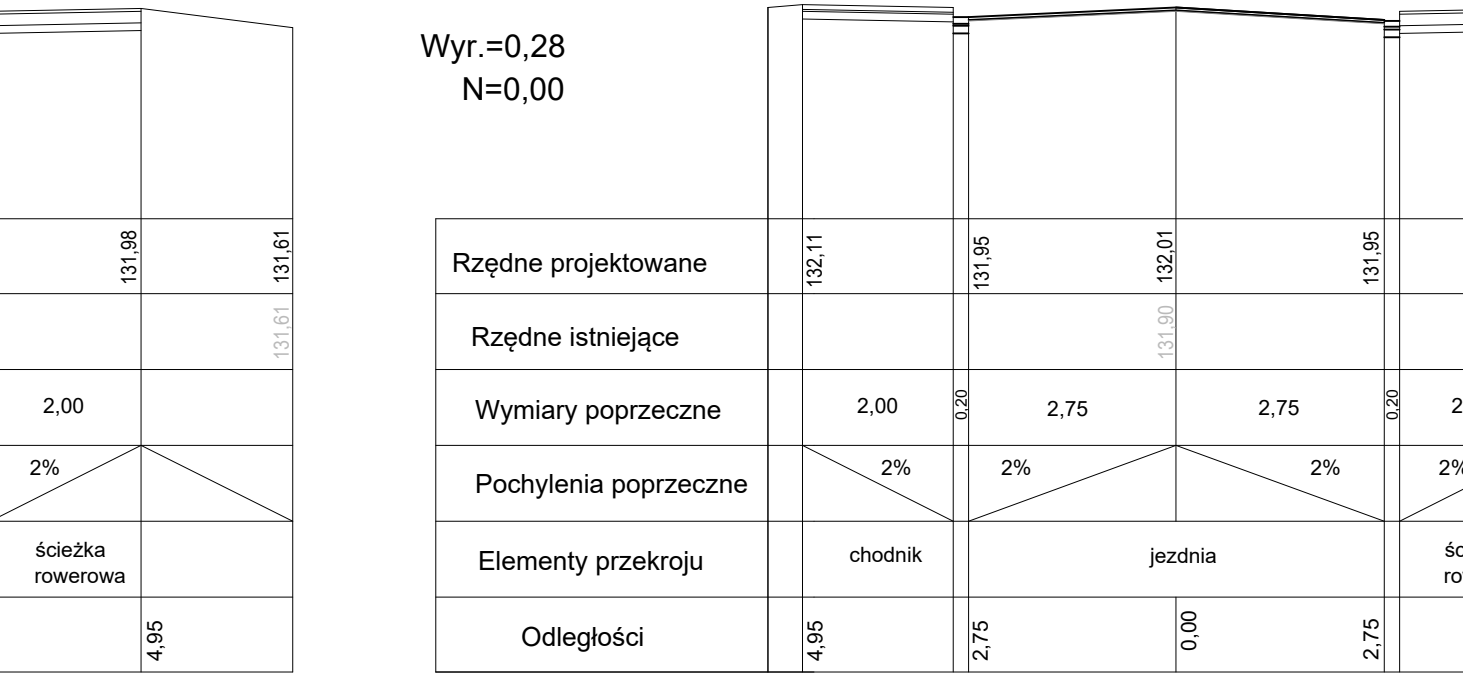 Wyr.=0,28
N=0,00
131,98
131,61
131,61
2,00
2%
ścieżka
rowerowa
4,95
Rzędne projektowane
132,11
131,95
132,01
131,95
Rzędne istniejące
131,90
Wymiary poprzeczne
2,00
0,20
2,75
2,75
0,20
2
Pochylenia poprzeczne
2%
2%
2%
2%
Elementy przekroju
chodnik
jezdnia
śc
ro
Odległości
4,95
2,75
0,00
2,75